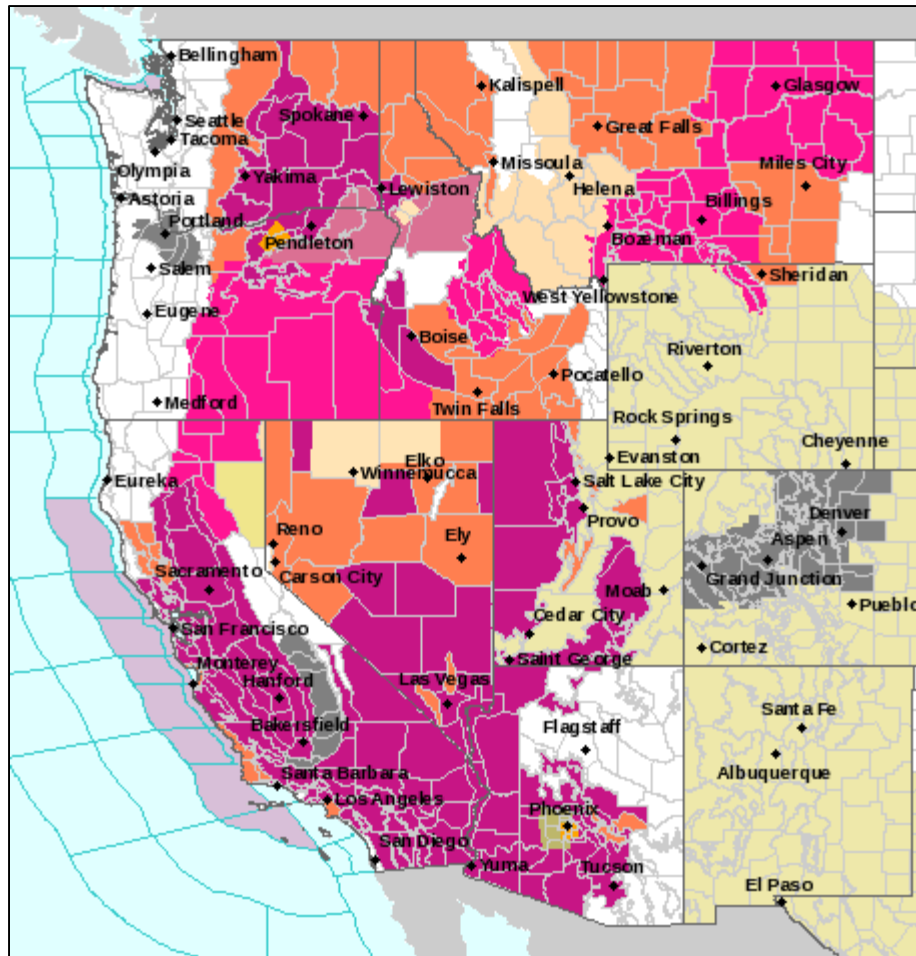 Bellingham
Kalispell
Glasgow
Spokane
Seattle
Great Falls
Tacoma
Olympia
Missoula
Miles City
Yakima
Lewiston
Helena
Astoria
Portland
Billings
Pendleton
Bozeman
Salem
Sheridan
West Yellowstone
Eugene
Boise
Riverton
Pocatello
Medford
Twin Falls
Rock Springs
Cheyenne
Elko
Evanston
Winnemucca
Eureka
Salt Lake City
Provo
Denver
Reno
Ely
Aspen
Sacramento
Carson City
Grand Junction
Moab
Pueblo
San Francisco
Cedar City
Cortez
Saint George
Monterey
Hanford
Las Vegas
Santa Fe
Bakersfield
Flagstaff
Albuquerque
Santa Barbara
Los Angeles
Phoenix
San Diego
Yuma
Tucson
El Paso